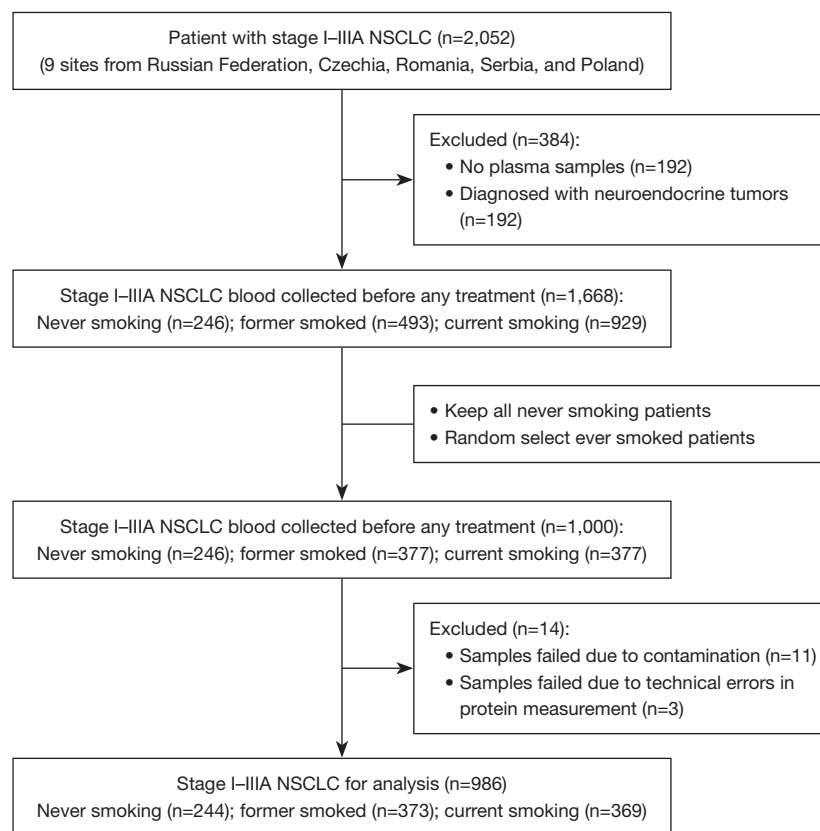 Patient with stage I–IIIA NSCLC (n=2,052)
(9 sites from Russian Federation, Czechia, Romania, Serbia, and Poland)
Excluded (n=384):
• No plasma samples (n=192)
• Diagnosed with neuroendocrine tumors
(n=192)
Stage I–IIIA NSCLC blood collected before any treatment (n=1,668):
Never smoking (n=246); former smoked (n=493); current smoking (n=929)
• Keep all never smoking patients
• Random select ever smoked patients
Stage I–IIIA NSCLC blood collected before any treatment (n=1,000):
Never smoking (n=246); former smoked (n=377); current smoking (n=377)
Excluded (n=14):
• Samples failed due to contamination (n=11)
• Samples failed due to technical errors in
protein measurement (n=3)
Stage I–IIIA NSCLC for analysis (n=986)
Never smoking (n=244); former smoked (n=373); current smoking (n=369)